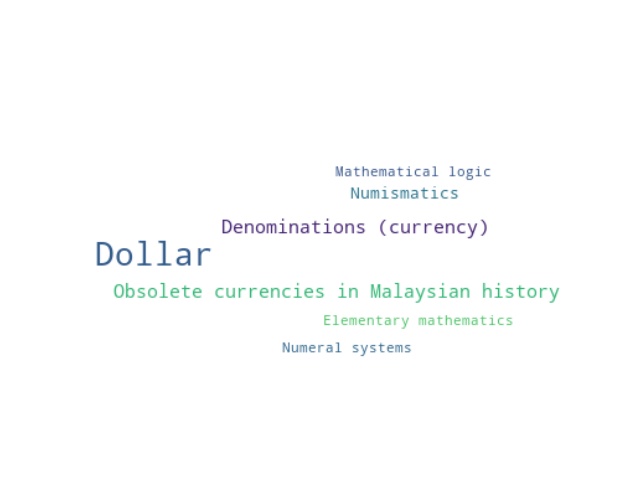 Mathematical logic
Numismatics
Denominations (currency)
Dollar
Obsolete currencies in Malaysian history
Elementary mathematics
Numeral systems